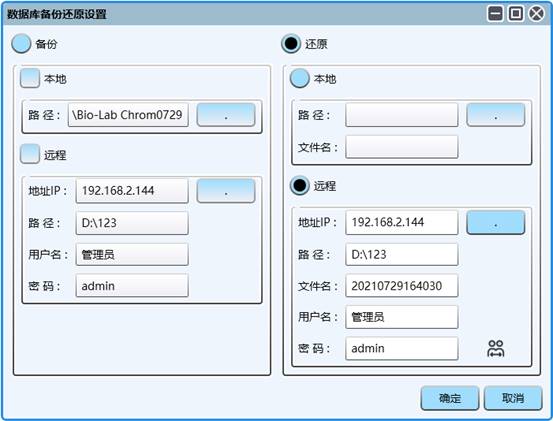 数据库备份还原设置
备份
本地
路 径：
\Bio-Lab Chrom0729
.
远程
地址IP：
192.168.2.144
.
路 径：
D:\123
用户名：
管理员
密 码：
admin
还原
本地
路 径：
.
文件名：
远程
地址IP：
192.168.2.144
.
路 径：
D:\123
文件名：
20210729164030
用户名：
管理员
密 码：
admin
确定
取消